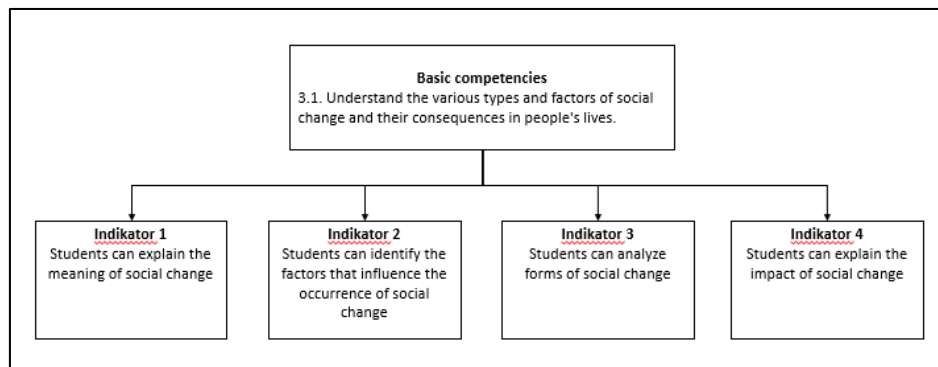 Basic competencies
3.1. Understand the various types and factors of social
change and their consequences in people's lives.
Indikator 1
Students can explain the
meaning of social change
Indikator 2
Students can identify the
factors that influence the
occurrence of social
change
Indikator 3
Students can analyze
forms of social change
Indikator 4
Students can explain the
impact of social change